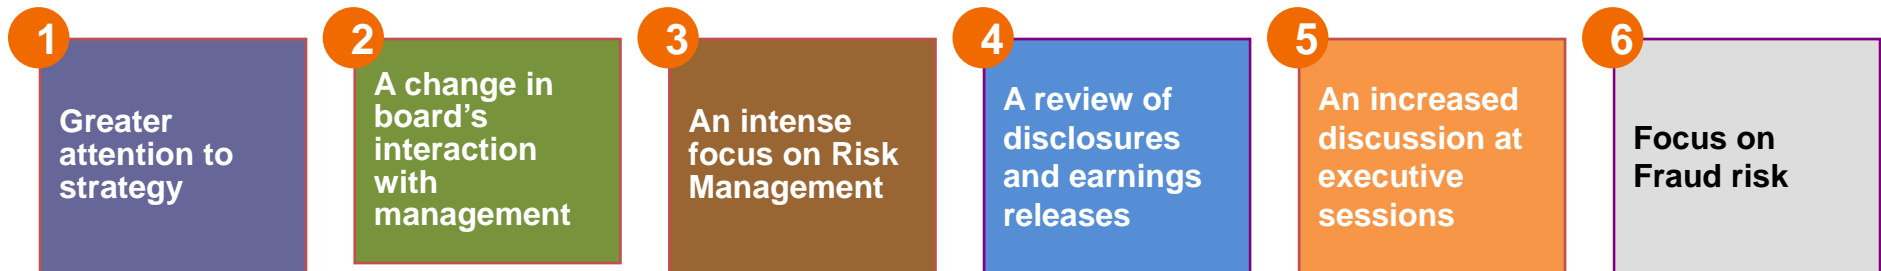 1
Greater
attention to
strategy
2
A change in
board’s
interaction
with
management
3
An intense
focus on Risk
Management
4
A review of
disclosures
and earnings
releases
5
An increased
discussion at
executive
sessions
6
Focus on
Fraud risk